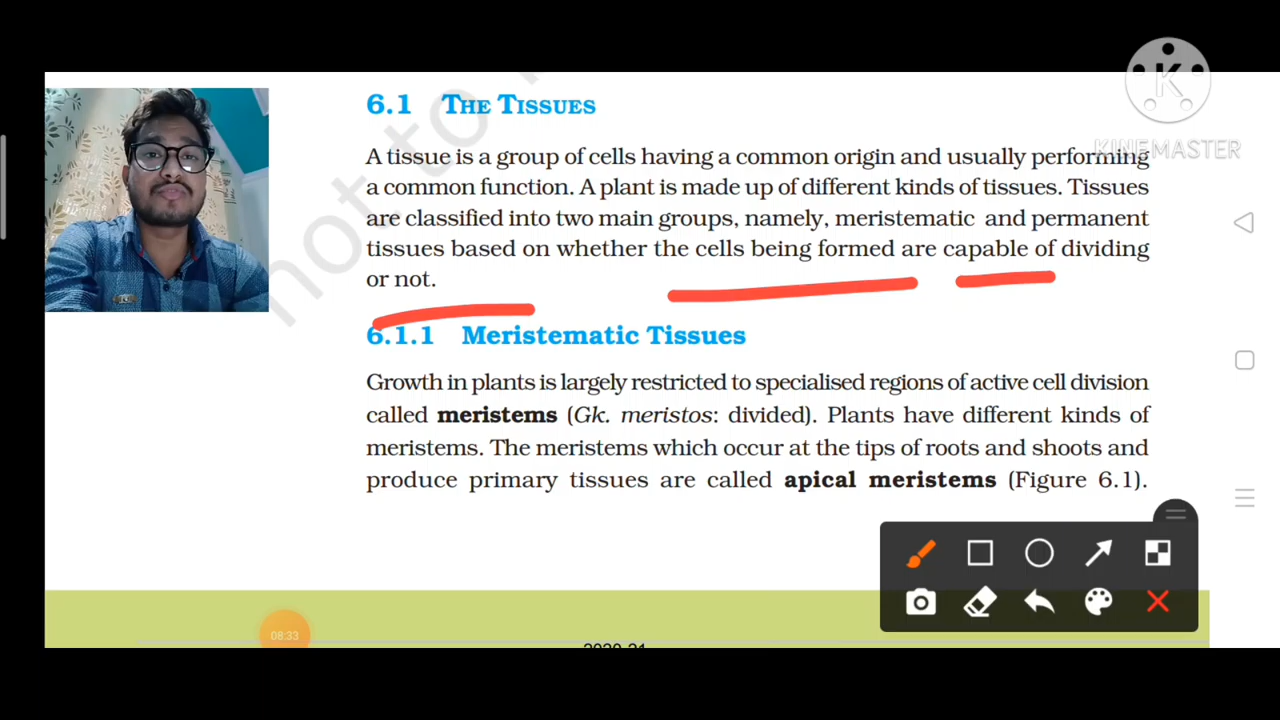 KINEMASTER
6.1 THE TISSUES
A tissue is a group of cells having a common origin and usually performing
a common function. A plant is made up of different kinds of tissues. Tissues
are classified into two main groups, namely, meristematic and permanent
tissues based on whether the cells being formed are capable of dividing
or not.
6.1.1 Meristematic Tissues
Growth in plants is largely restricted to specialised regions of active cell division
called meristems (Gk. meristos: divided). Plants have different kinds of
meristems. The meristems which occur at the tips of roots and shoots and
produce primary tissues are called apical meristems (Figure 6.1).
not to
08:33
2020-21